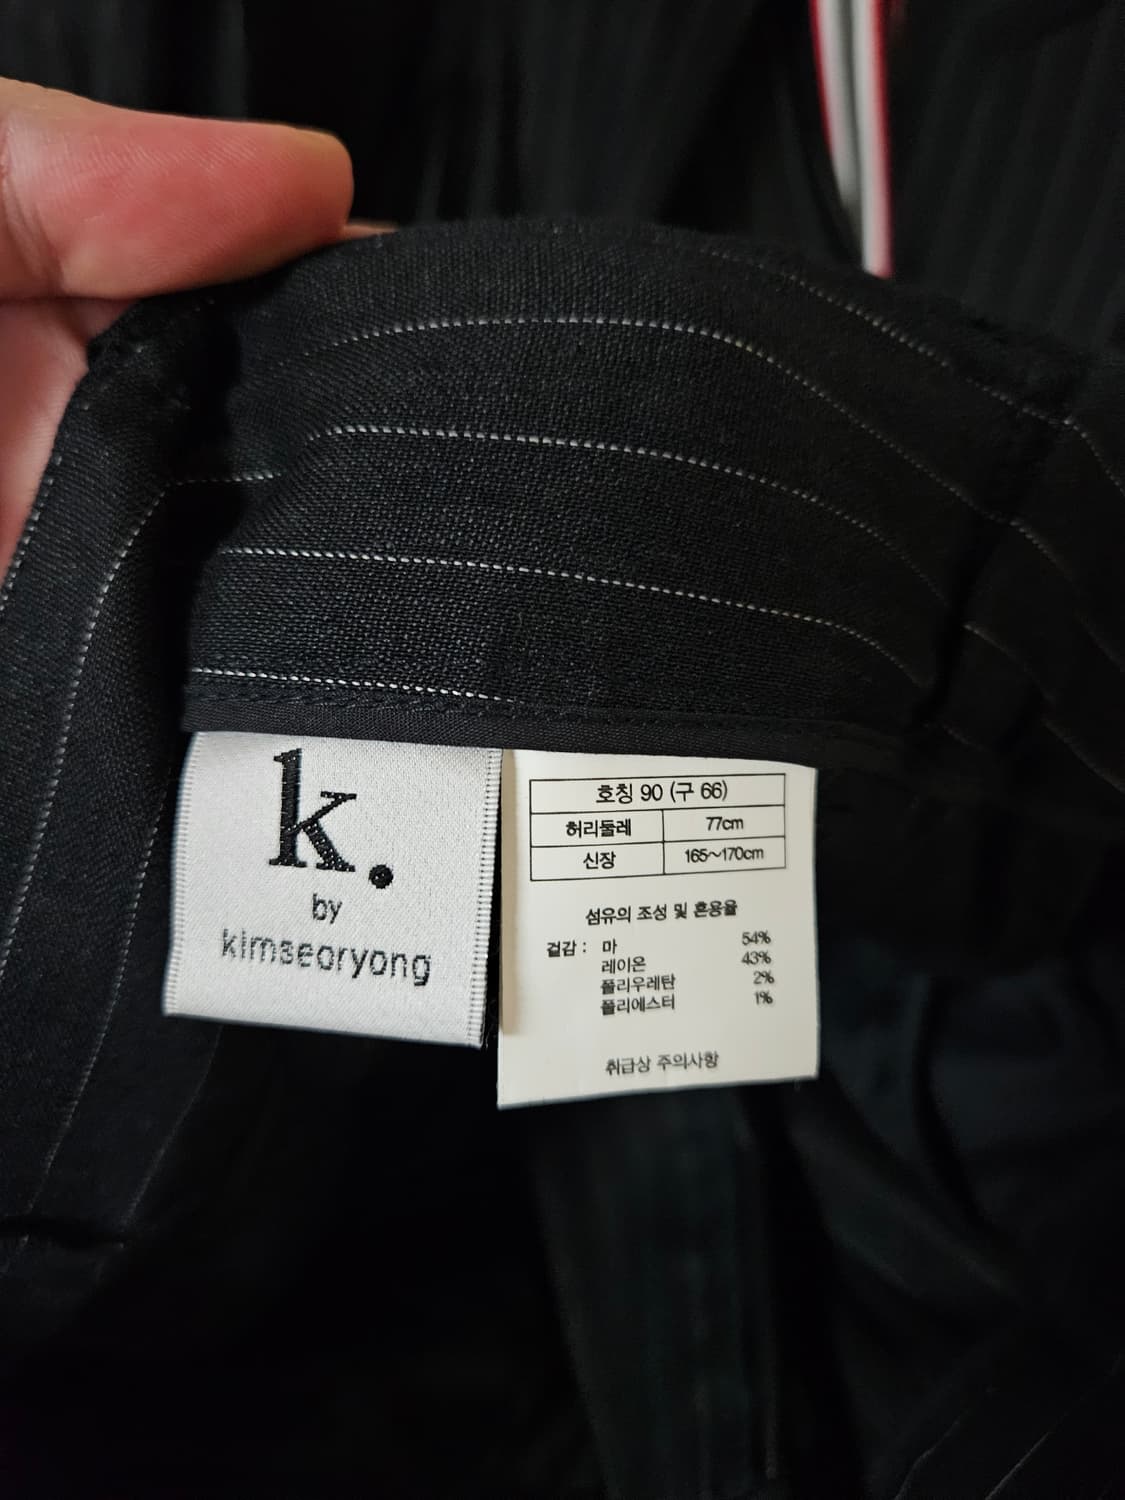 k.
by
kimseoryong
호칭 90 (구 66)
허리둘레 77cm
신장 165~170cm
섬유의 조성 및 혼용율
겉감 : 마 54%
레이온 43%
폴리우레탄 2%
폴리에스터 1%
취급상 주의사항